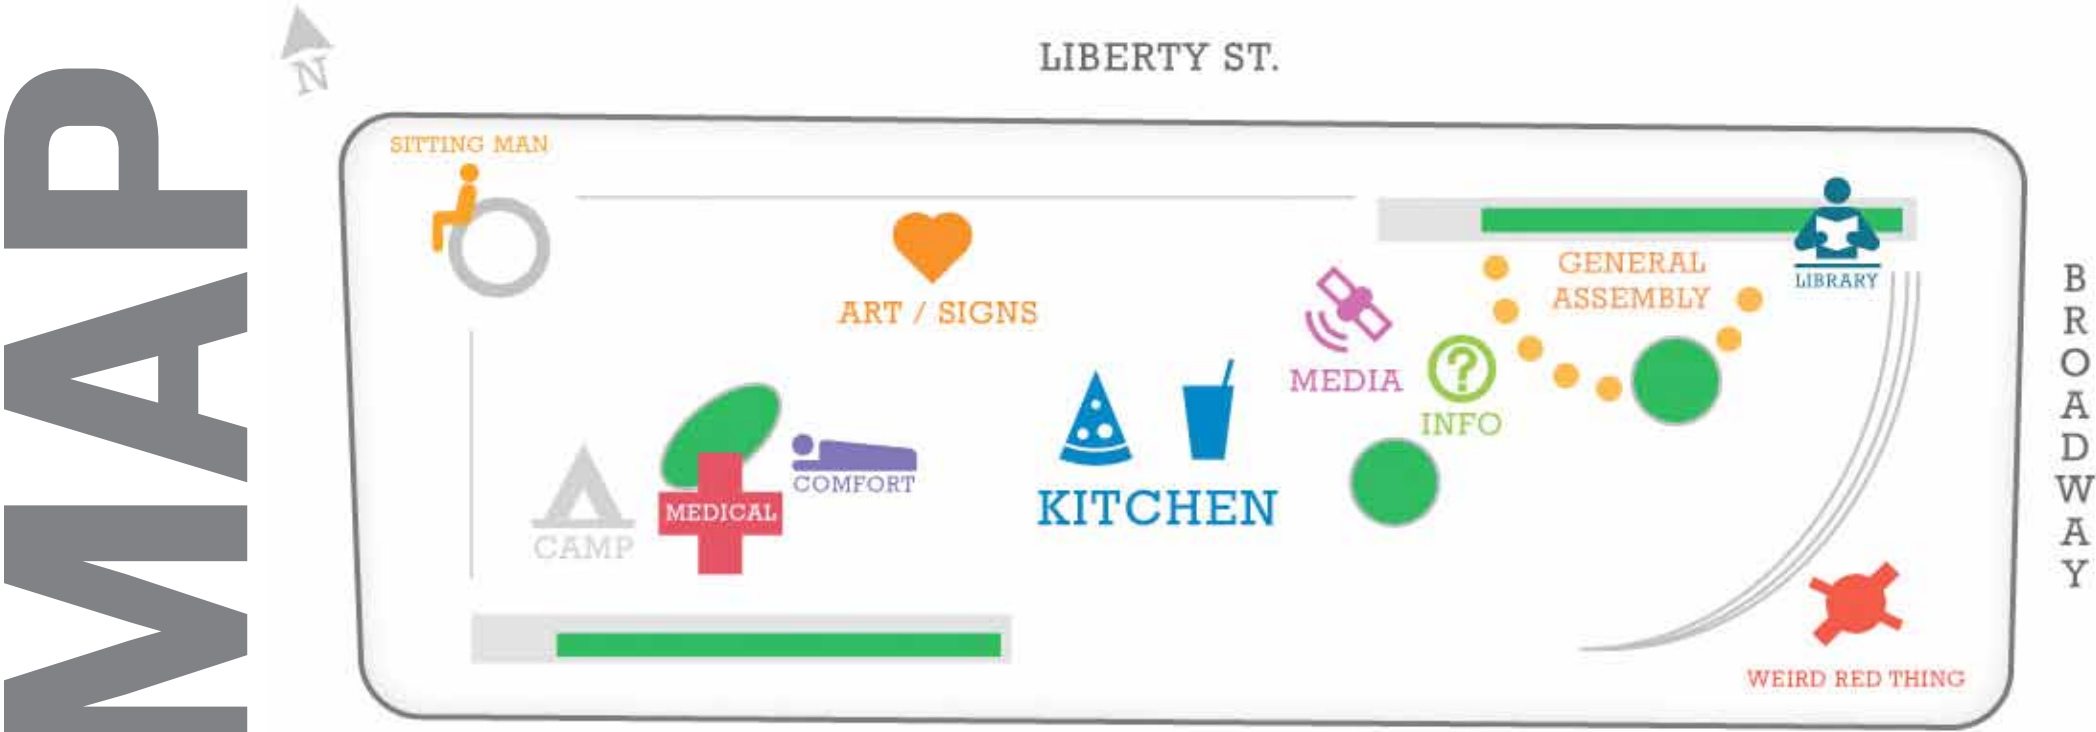 MAP
N
LIBERTY ST.
SITTING MAN
ART / SIGNS
GENERAL
ASSEMBLY
LIBRARY
MEDIA
INFO
COMFORT
MEDICAL
CAMP
KITCHEN
WEIRD RED THING
BROADWAY